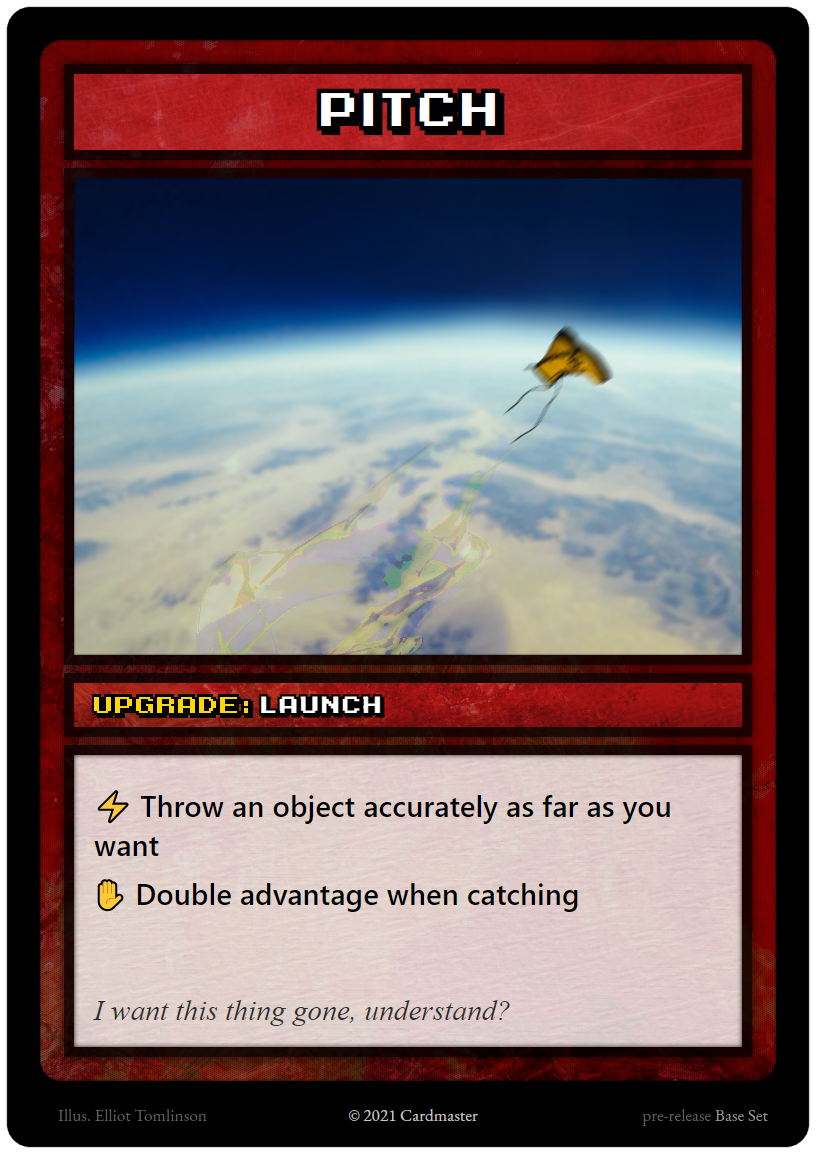 PITCH
UPGRADE: LAUNCH
⚡ Throw an object accurately as far as you
want
✋ Double advantage when catching
I want this thing gone, understand?
Illus. Elliot Tomlinson © 2021 Cardmaster pre-release Base Set